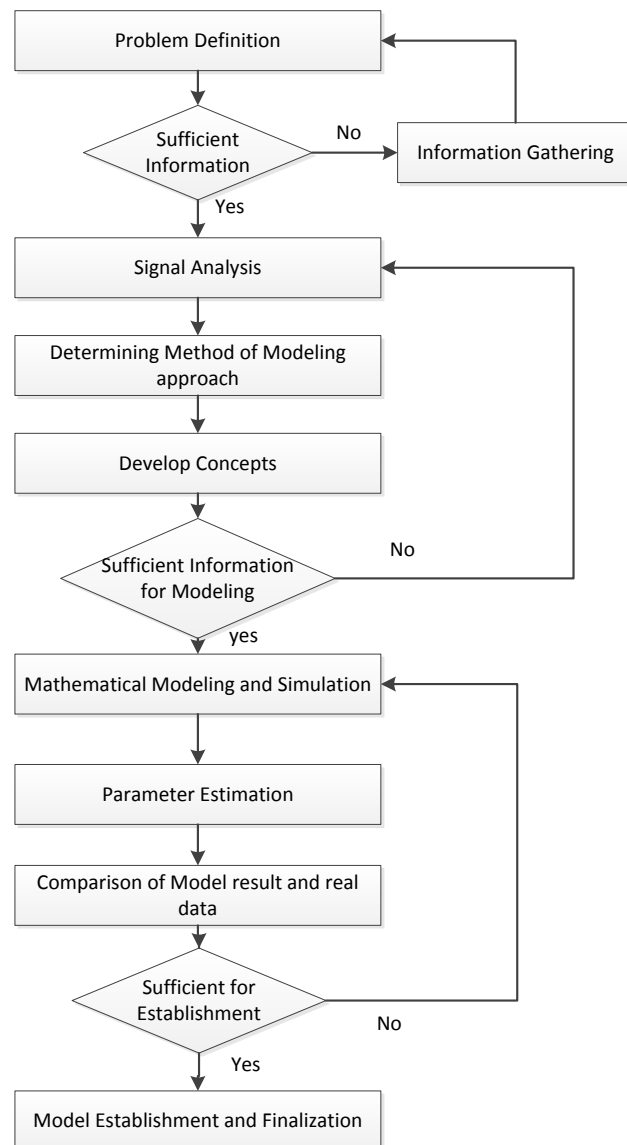 Problem Definition
Sufficient
Information
No
Information Gathering
Yes
Signal Analysis
Determining Method of Modeling
approach
Develop Concepts
Sufficient Information
for Modeling
No
yes
Mathematical Modeling and Simulation
Parameter Estimation
Comparison of Model result and real
data
Sufficient for
Establishment
No
Yes
Model Establishment and Finalization